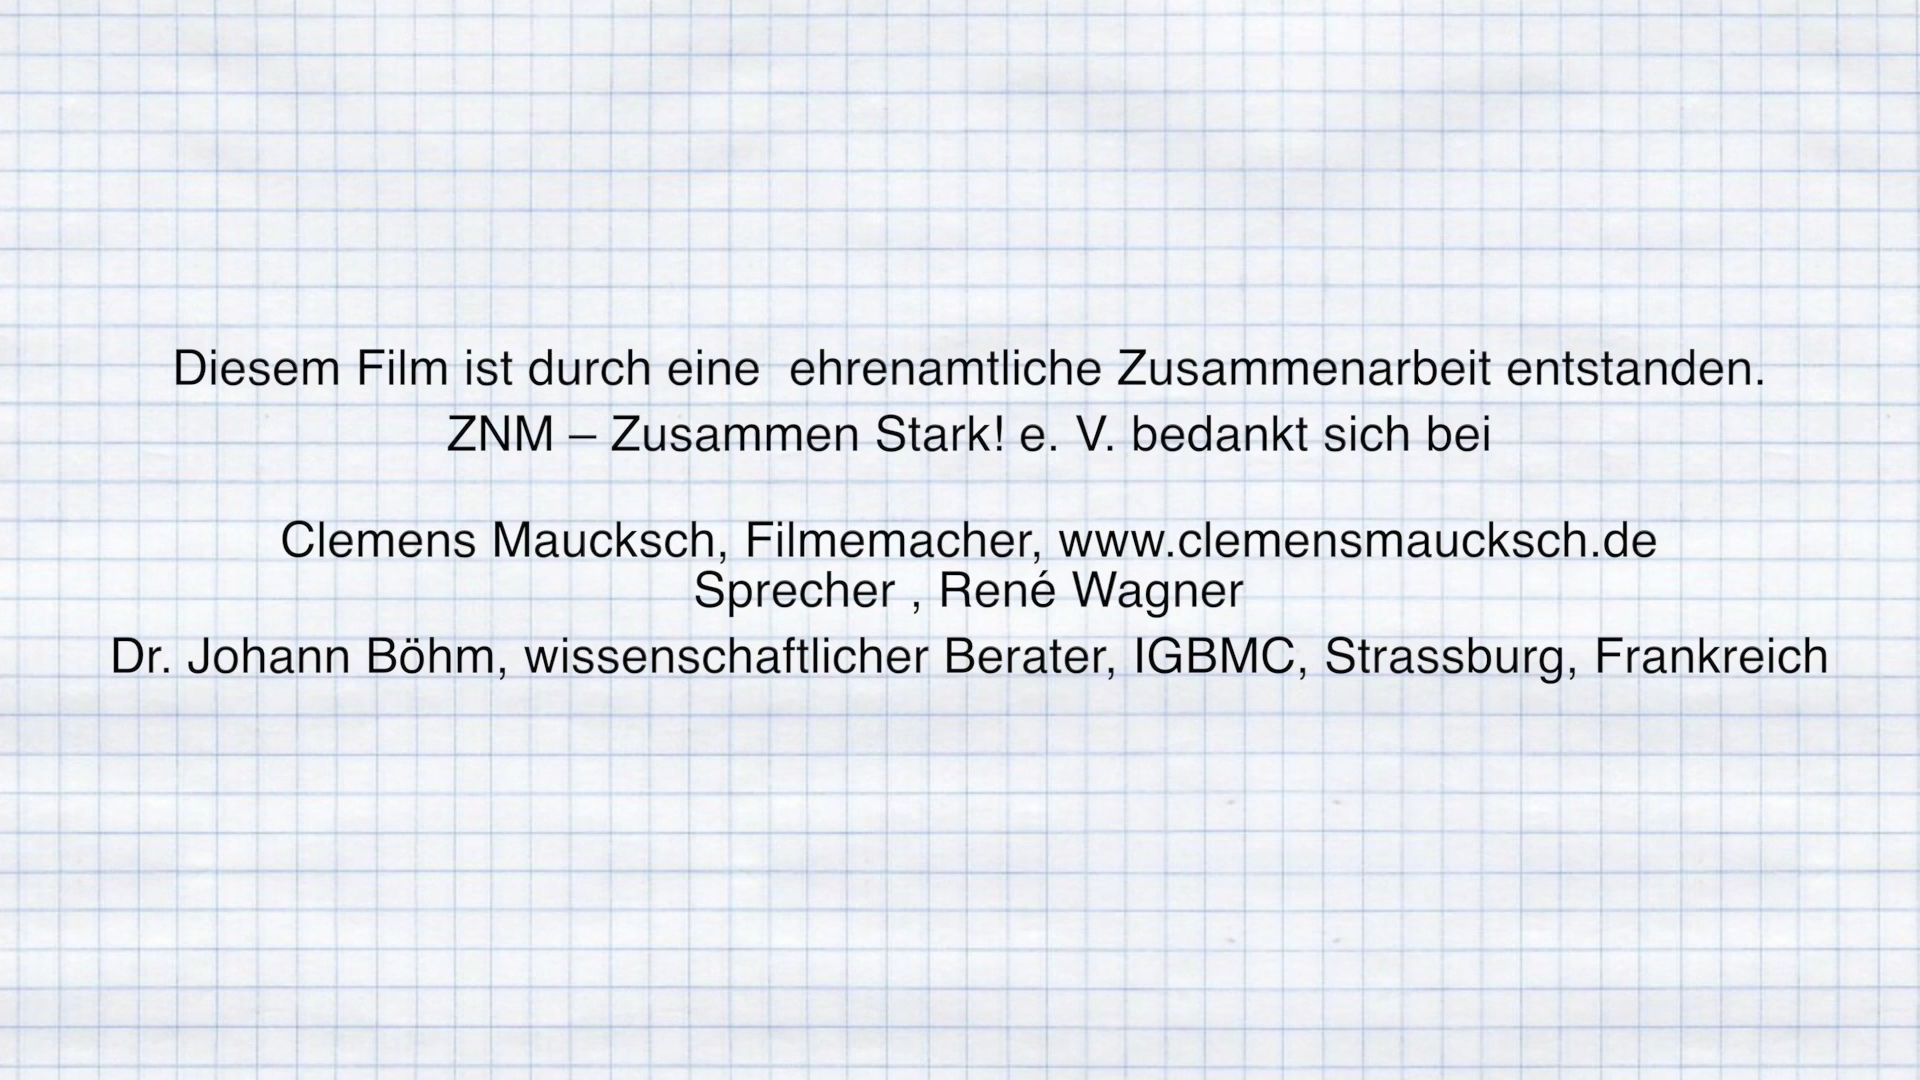 Diesem Film ist durch eine  ehrenamtliche Zusammenarbeit entstanden.
ZNM – Zusammen Stark! e. V. bedankt sich bei
Clemens Maucksch, Filmemacher, www.clemensmaucksch.de
Sprecher , René Wagner
Dr. Johann Böhm, wissenschaftlicher Berater, IGBMC, Strassburg, Frankreich